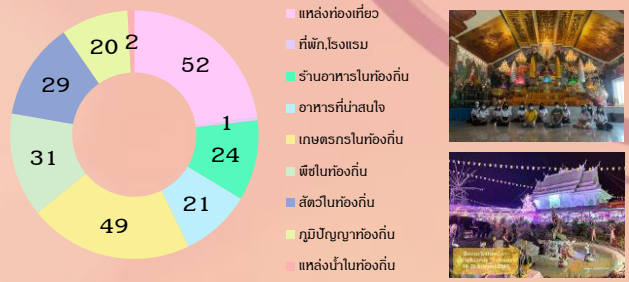 52
1
24
21
49
31
29
20
2
แหล่งท่องเที่ยว
ที่พัก,โรงแรม
ร้านอาหารในท้องถิ่น
อาหารที่น่าสนใจ
เกษตรกรในท้องถิ่น
พืชในท้องถิ่น
สัตว์ในท้องถิ่น
ภูมิปัญญาท้องถิ่น
แหล่งน้ำในท้องถิ่น